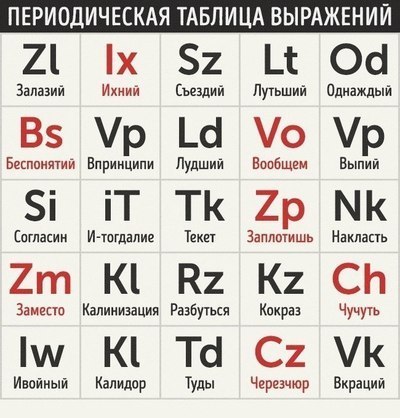 ПЕРИОДИЧЕСКАЯ ТАБЛИЦА ВЫРАЖЕНИЙ
Zl Ix Sz Lt Od
Залазий Ихний Съездий Лутьший Однаждый
Bs Vp Ld Vo Vp
Беспонятий Впринципи Лудший Вообщем Выпий
Si iT Tk Zp Nk
Согласин И-тогдалие Текет Заплотишь Накласть
Zm Kl Rz Kz Ch
Заместо Калинизация Разбуться Кокраз Чучуть
Iw Kl Td Cz Vk
Ивойный Калидор Туды Черезчюр Вкраций